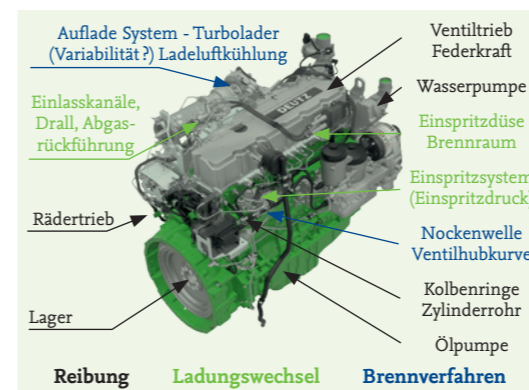 Auflade System - Turbolader
(Variabilität?) Ladeluftkühlung
Ventiltrieb
Federkraft
Wasserpumpe
Einlasskanäle,
Drall, Abgas-
rückführung
DEUTZ
Einspritzdüse
Brennraum
Einspritzsystem
(Einspritzdruck)
Rädertrieb
Nockenwelle
Ventilhubkurve
Kolbenringe
Zylinderrohr
Lager
Ölpumpe
Reibung Ladungswechsel Brennverfahren